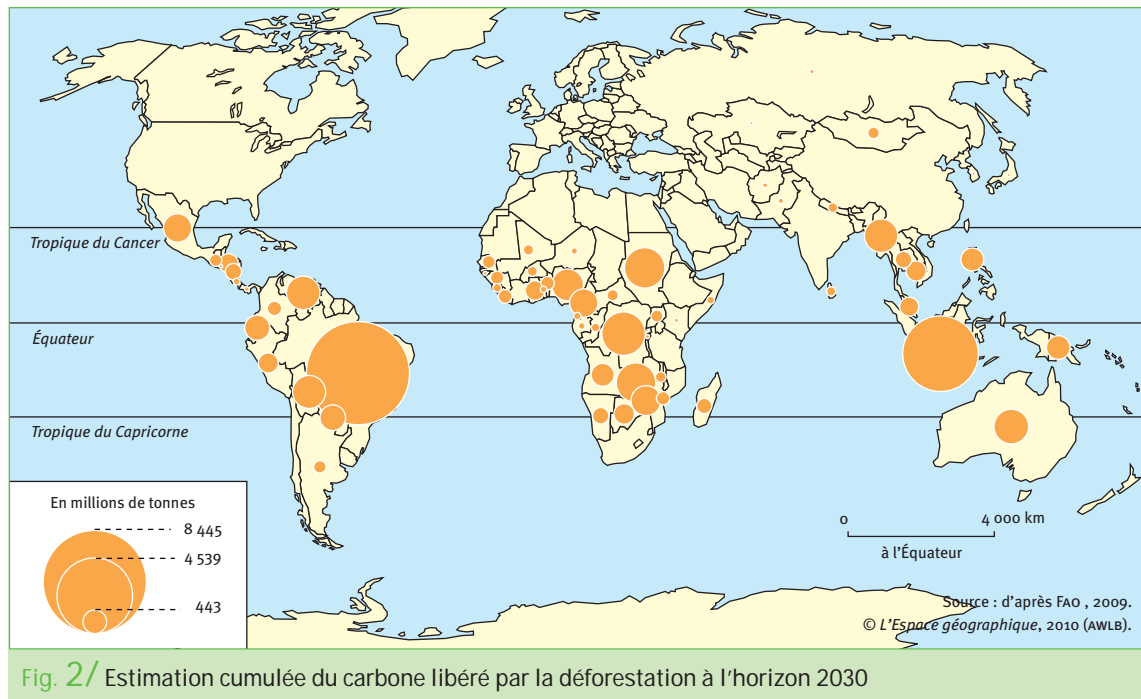 Tropique du Cancer
Équateur
Tropique du Capricorne
En millions de tonnes
8 445
4 539
443
0 4 000 km
à l'Équateur
Source : d'après FAO , 2009.
© L'Espace géographique, 2010 (AWLB).
Fig. 2/ Estimation cumulée du carbone libéré par la déforestation à l'horizon 2030